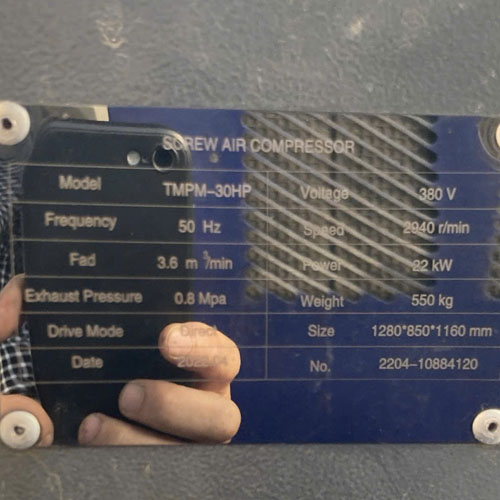 SCREW AIR COMPRESSOR
Model TMPM-30HP Voltage 380 V
Frequency 50 Hz Speed 2940 r/min
Fad 3.6 m³/min Power 22 kW
Exhaust Pressure 0.8 Mpa Weight 550 kg
Drive Mode Direct Size 1280*850*1160 mm
Date No. 2204-10884120